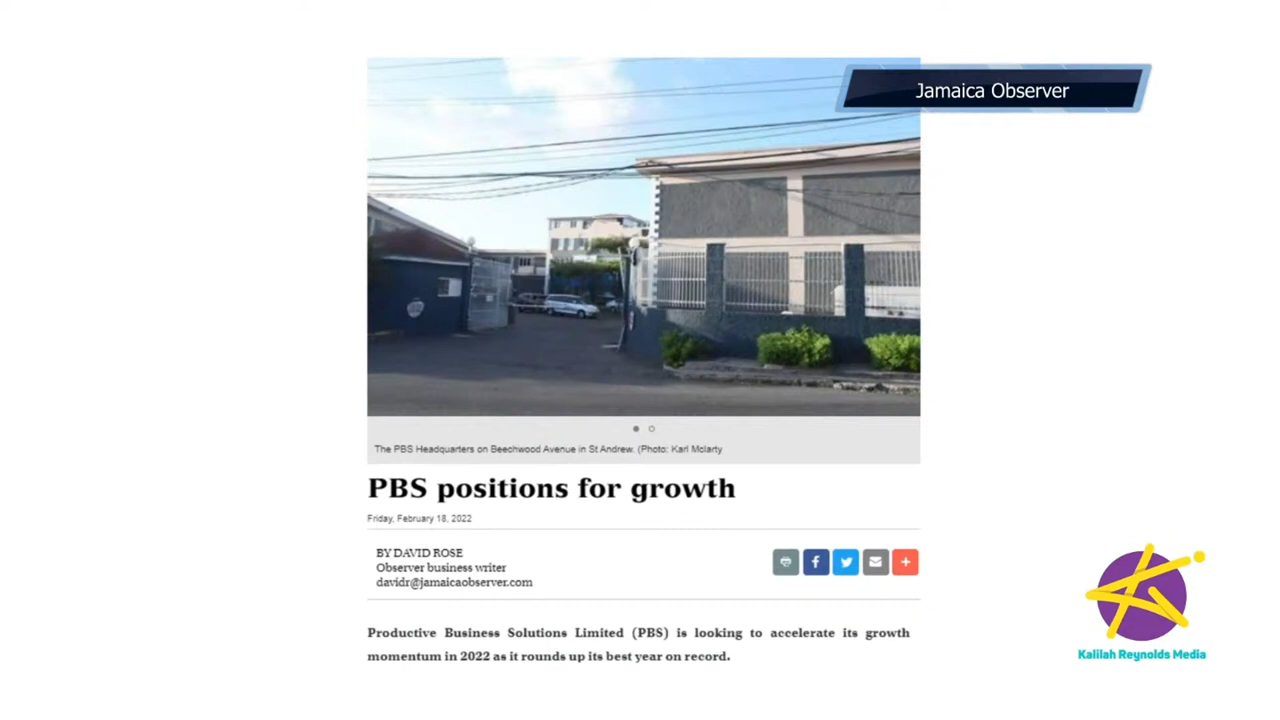 Jamaica Observer
The PBS Headquarters on Beechwood Avenue in St Andrew. (Photo: Karl Mclarty
PBS positions for growth
Friday, February 18, 2022
BY DAVID ROSE
Observer business writer
davidr@jamaicaobserver.com
Productive Business Solutions Limited (PBS) is looking to accelerate its growth
momentum in 2022 as it rounds up its best year on record.
Kalilah Reynolds Media